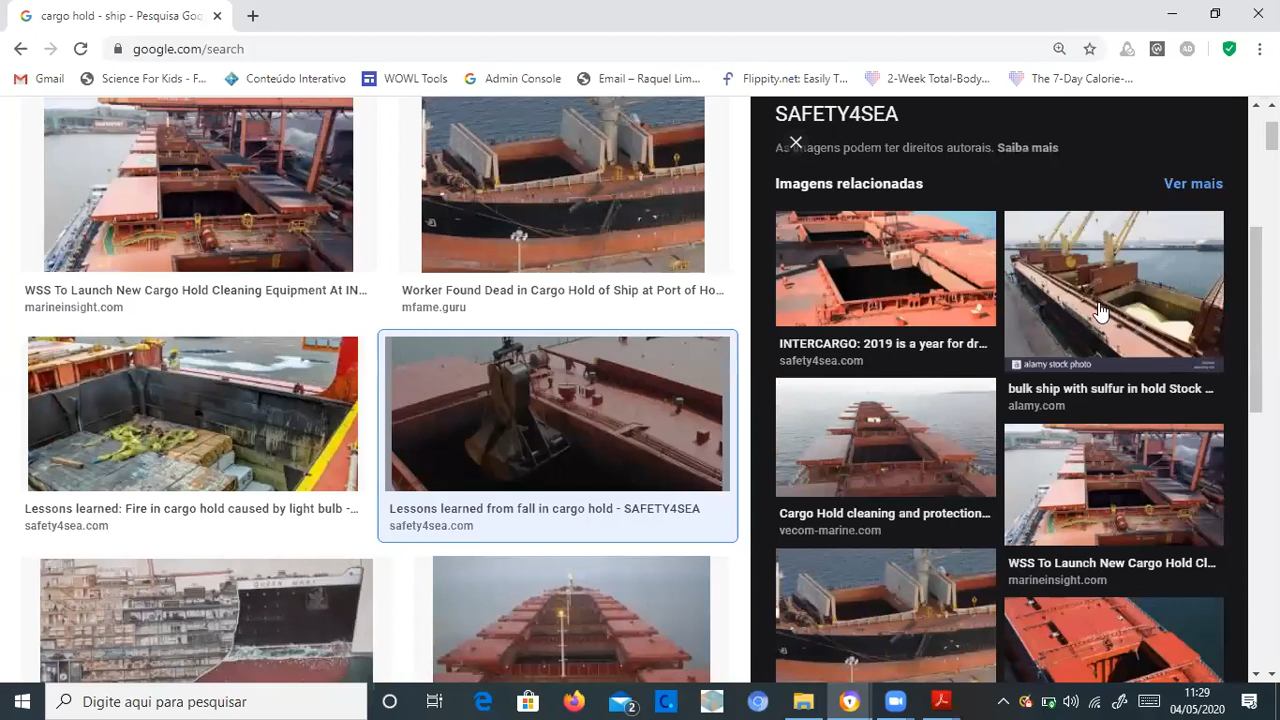 cargo hold - ship - Pesquisa Goo
google.com/search
Gmail
Science For Kids - F...
Conteúdo Interativo
WOWL Tools
Admin Console
Email – Raquel Lim...
Flippity.net: Easily T...
2-Week Total-Body...
The 7-Day Calorie-...
WSS To Launch New Cargo Hold Cleaning Equipment At IN...
marineinsight.com
Worker Found Dead in Cargo Hold of Ship at Port of Ho...
mfame.guru
Lessons learned: Fire in cargo hold caused by light bulb -...
safety4sea.com
Lessons learned from fall in cargo hold - SAFETY4SEA
safety4sea.com
QUEEN MARY
SAFETY4SEA
As imagens podem ter direitos autorais. Saiba mais
Imagens relacionadas
Ver mais
INTERCARGO: 2019 is a year for dr...
safety4sea.com
alamy stock photo
bulk ship with sulfur in hold Stock ...
alamy.com
Cargo Hold cleaning and protection...
vecom-marine.com
WSS To Launch New Cargo Hold Cl...
marineinsight.com
Digite aqui para pesquisar
2
11:29
04/05/2020